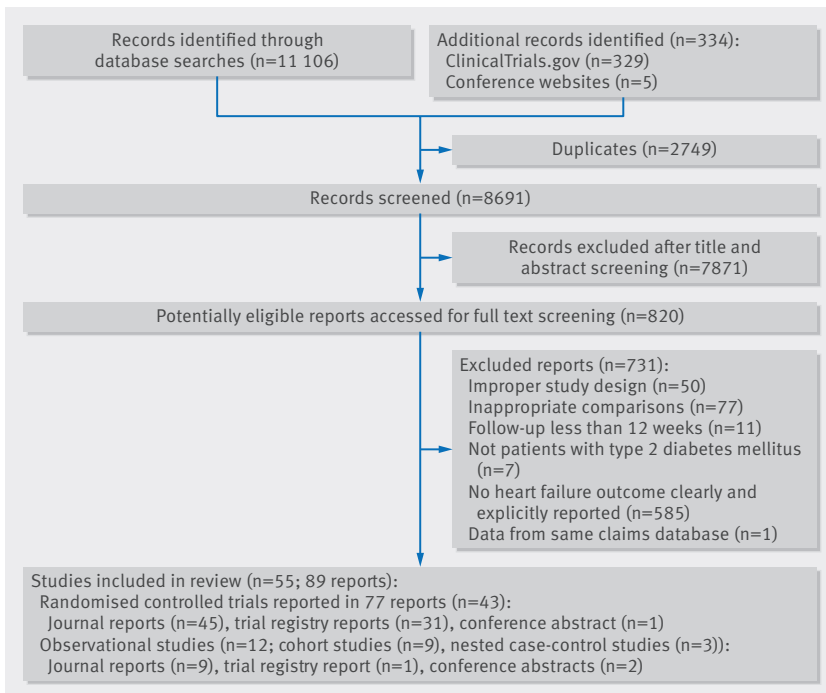 Records identified through
database searches (n=11 106)
Additional records identified (n=334):
ClinicalTrials.gov (n=329)
Conference websites (n=5)
Duplicates (n=2749)
Records screened (n=8691)
Records excluded after title and
abstract screening (n=7871)
Potentially eligible reports accessed for full text screening (n=820)
Excluded reports (n=731):
Improper study design (n=50)
Inappropriate comparisons (n=77)
Follow-up less than 12 weeks (n=11)
Not patients with type 2 diabetes mellitus
(n=7)
No heart failure outcome clearly and
explicitly reported (n=585)
Data from same claims database (n=1)
Studies included in review (n=55; 89 reports):
Randomised controlled trials reported in 77 reports (n=43):
Journal reports (n=45), trial registry reports (n=31), conference abstract (n=1)
Observational studies (n=12; cohort studies (n=9), nested case-control studies (n=3)):
Journal reports (n=9), trial registry report (n=1), conference abstracts (n=2)